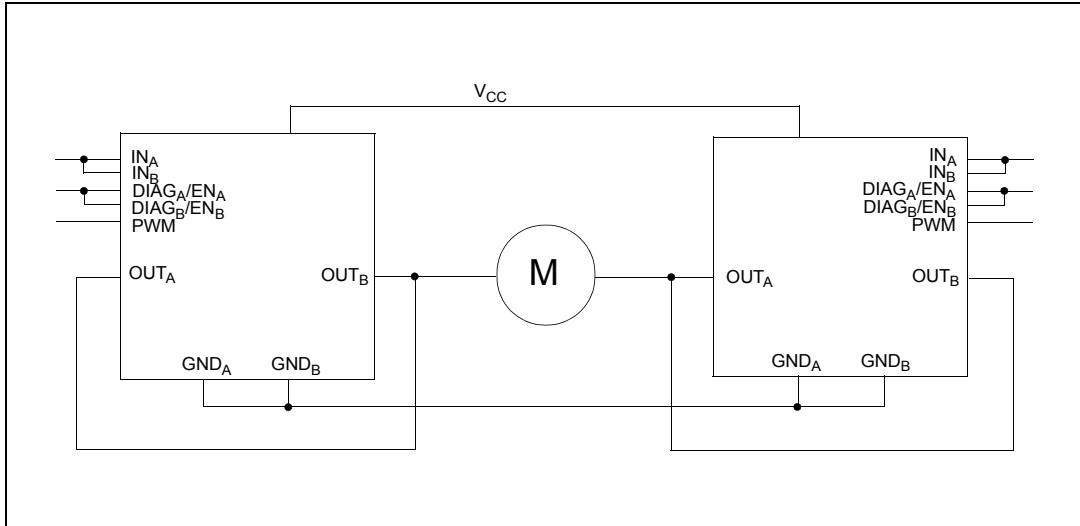 V_CC
IN_A
IN_B
DIAG_A/EN_A
DIAG_B/EN_B
PWM
OUT_A
OUT_B
GND_A GND_B
M
IN_A
IN_B
DIAG_A/EN_A
DIAG_B/EN_B
PWM
OUT_A
OUT_B
GND_A GND_B